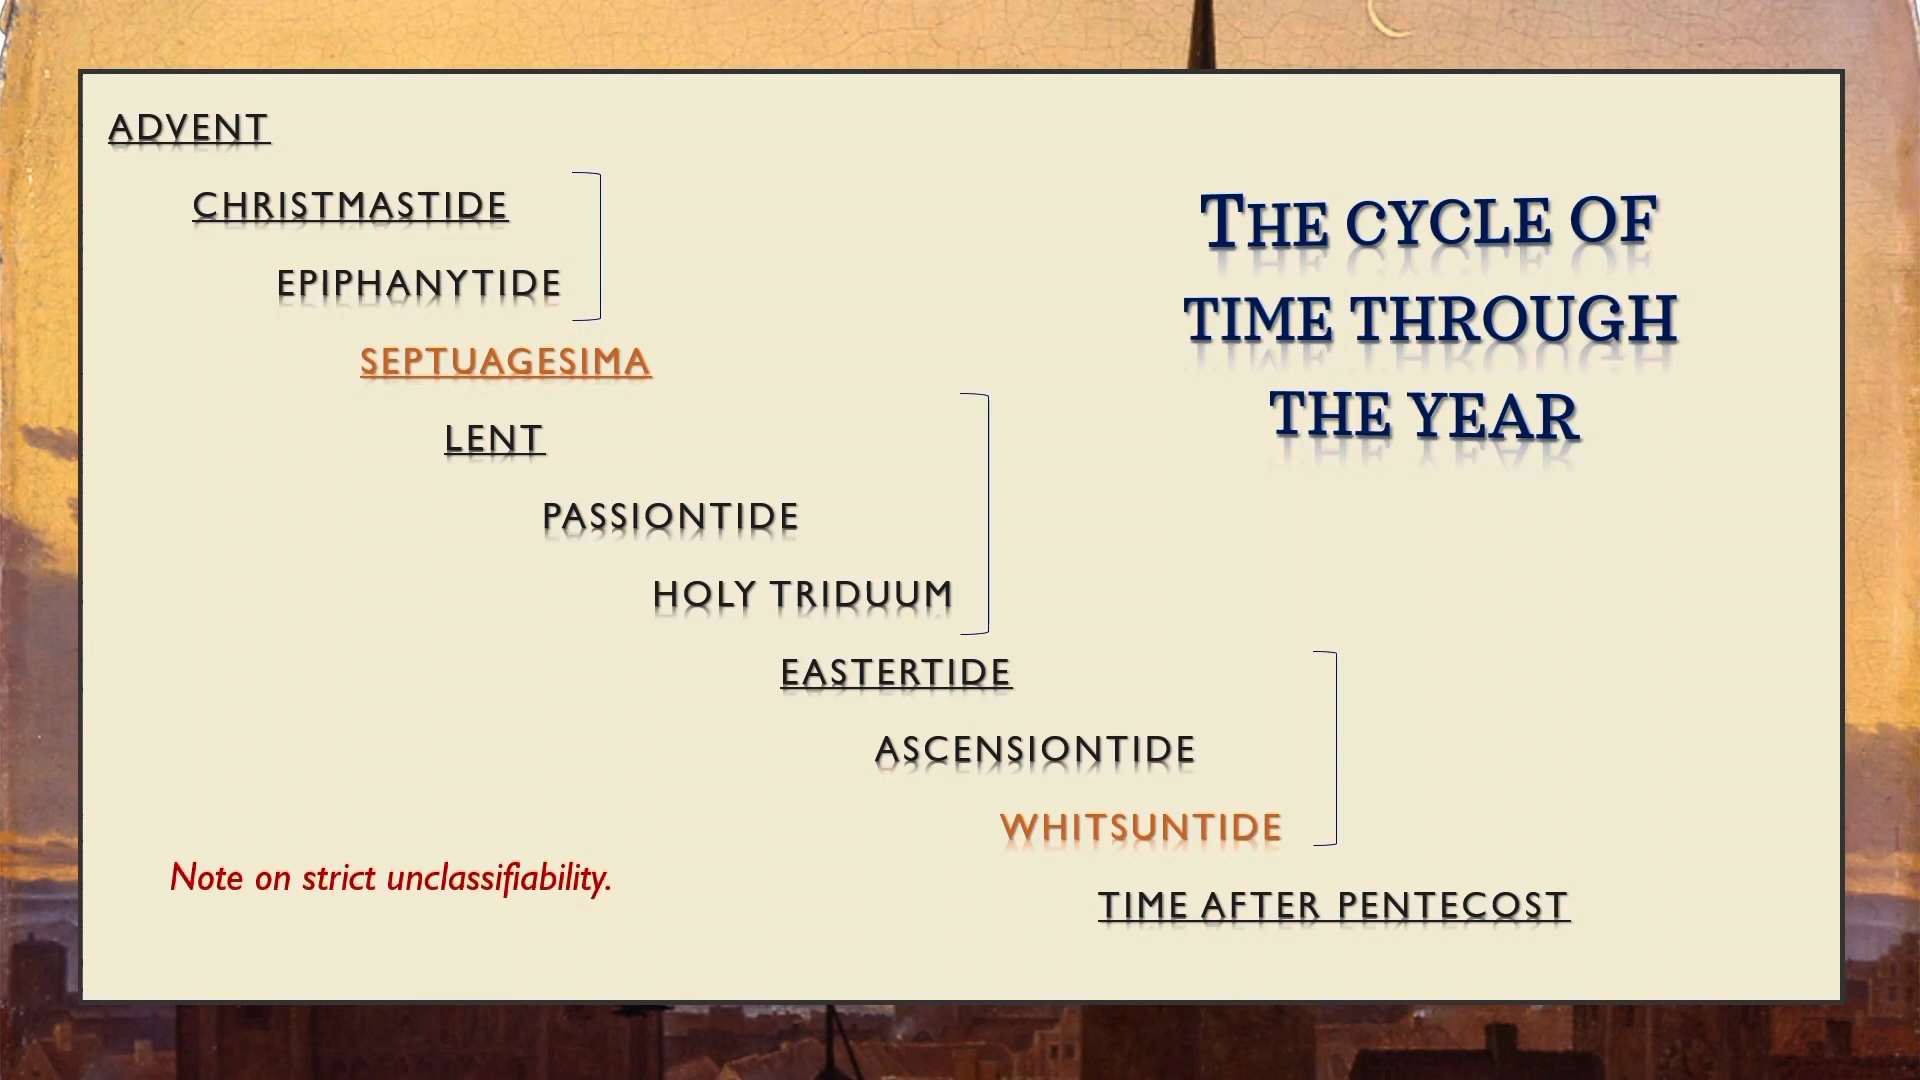 ADVENT
CHRISTMASTIDE
EPIPHANYTIDE
SEPTUAGESIMA
LENT
PASSIONTIDE
HOLY TRIDUUM
EASTERTIDE
ASCENSIONTIDE
WHITSUNTIDE
TIME AFTER PENTECOST
THE CYCLE OF
TIME THROUGH
THE YEAR
Note on strict unclassifiability.